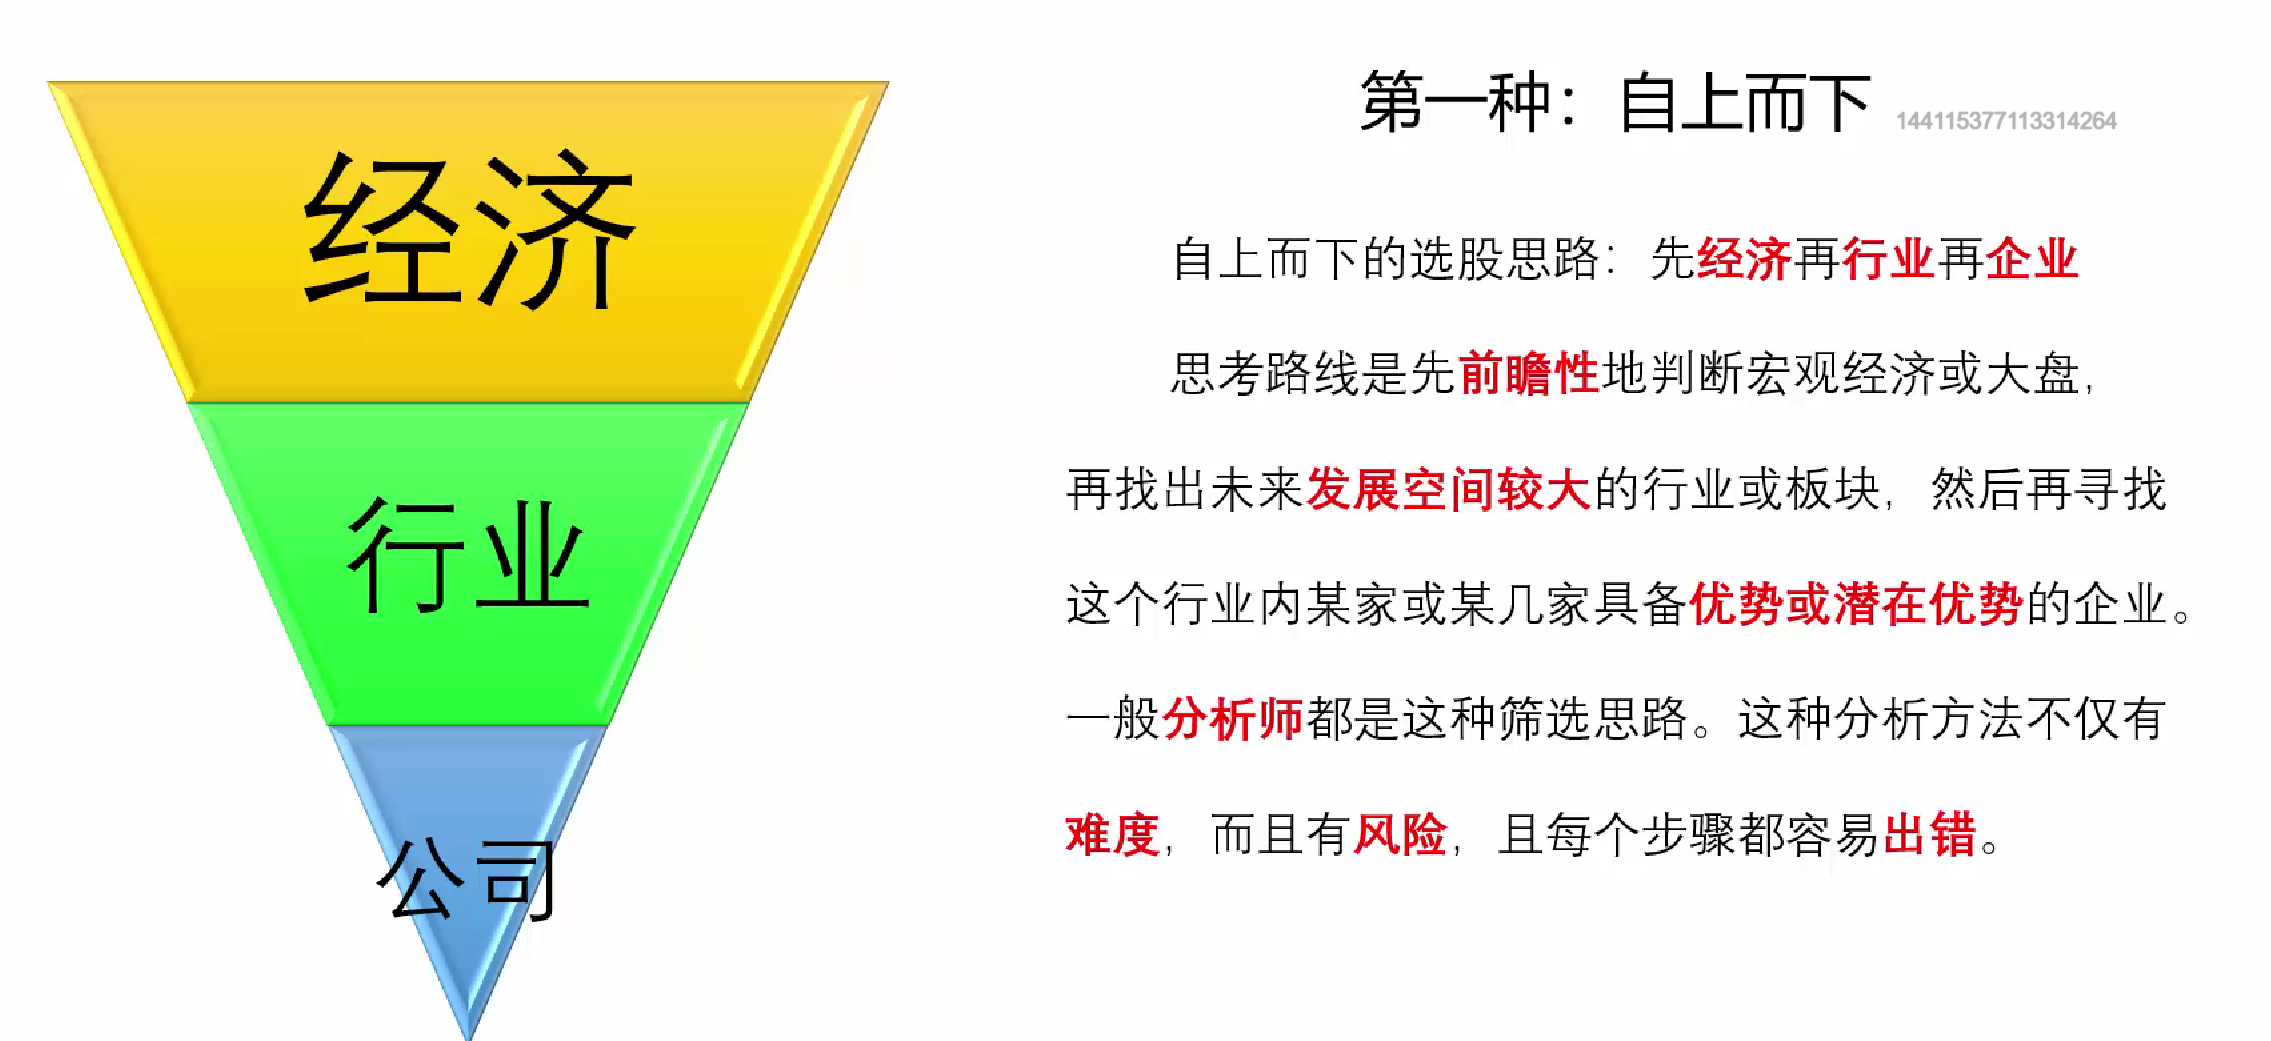 经济
行业
公司
第一种：自上而下
144115377113314264
自上而下的选股思路：先经济再行业再企业
思考路线是先前瞻性地判断宏观经济或大盘，
再找出未来发展空间较大的行业或板块，然后再寻找
这个行业内某家或某几家具备优势或潜在优势的企业。
一般分析师都是这种筛选思路。这种分析方法不仅有
难度，而且有风险，且每个步骤都容易出错。